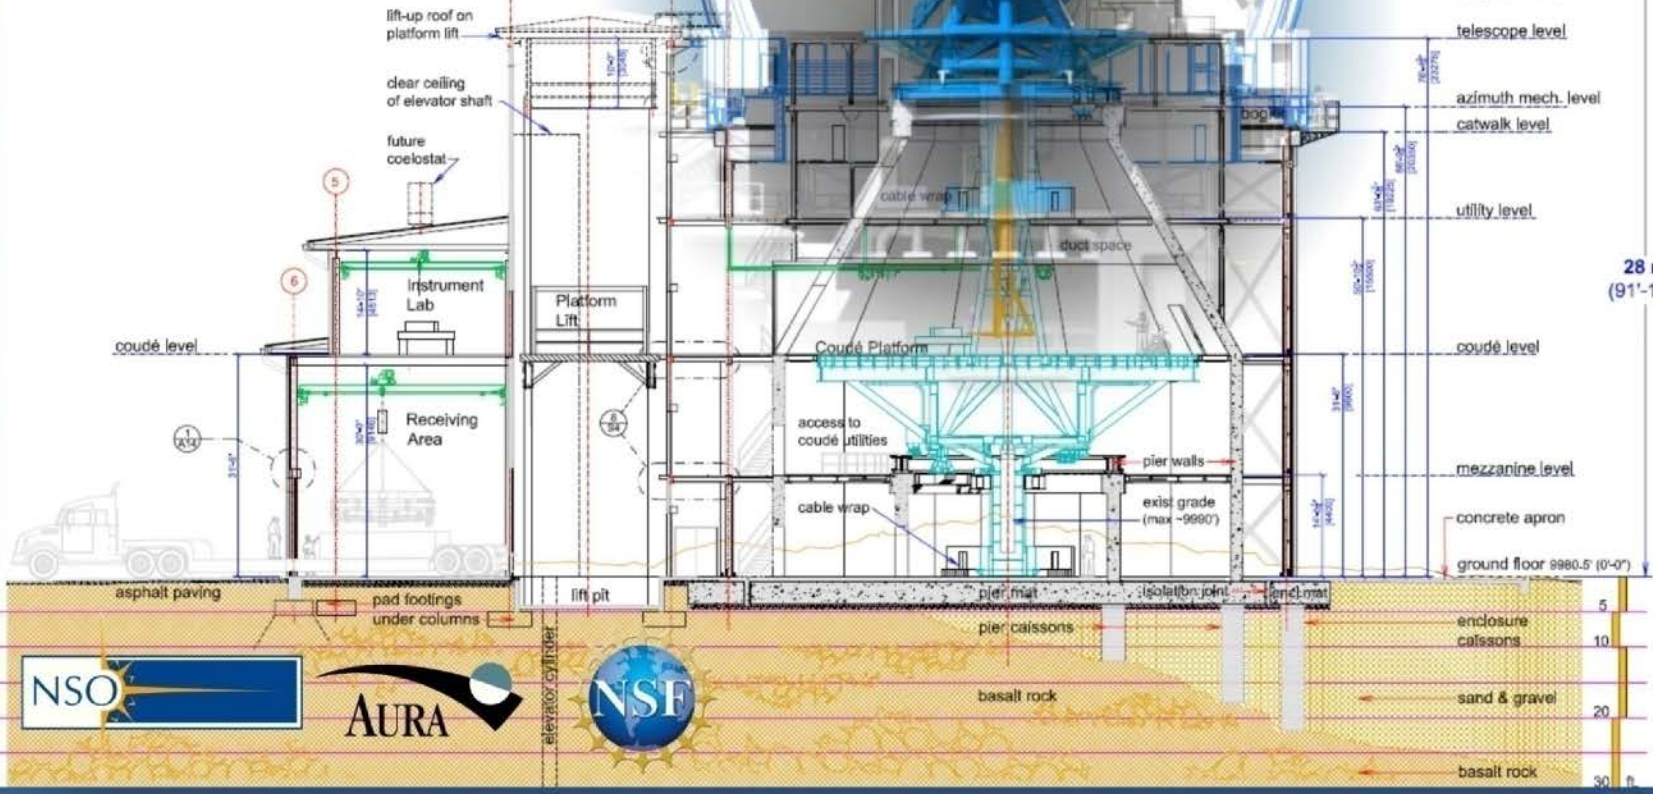 lift-up roof on
platform lift
telescope level
clear ceiling
of elevator shaft
azimuth mech. level
catwalk level
future
coelostat
5
cable wrap
utility level
duct space
6
Instrument
Lab
Platform
Lift
28
coudé level
Coudé Platform
coudé level
Receiving
Area
access to
coudé utilities
pier walls
mezzanine level
cable wrap
exist grade
(max ~9990')
concrete apron
ground floor 9980.5' (0'-0")
asphalt paving
pad footings
under columns
lift pit
pier mat
isolation joint
encl mat
5
pier caissons
enclosure
caissons
10
elevator cylinder
NSO
AURA
NSF
basalt rock
sand & gravel
20
basalt rock
30 ft.